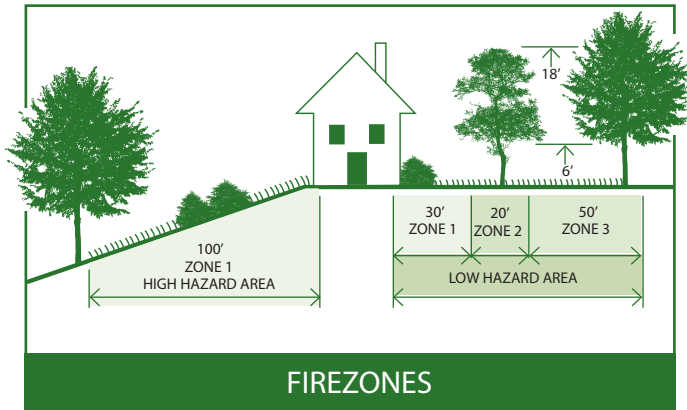 18’
6’
100’
ZONE 1
HIGH HAZARD AREA
30’
ZONE 1
20’
ZONE 2
50’
ZONE 3
LOW HAZARD AREA
FIREZONES